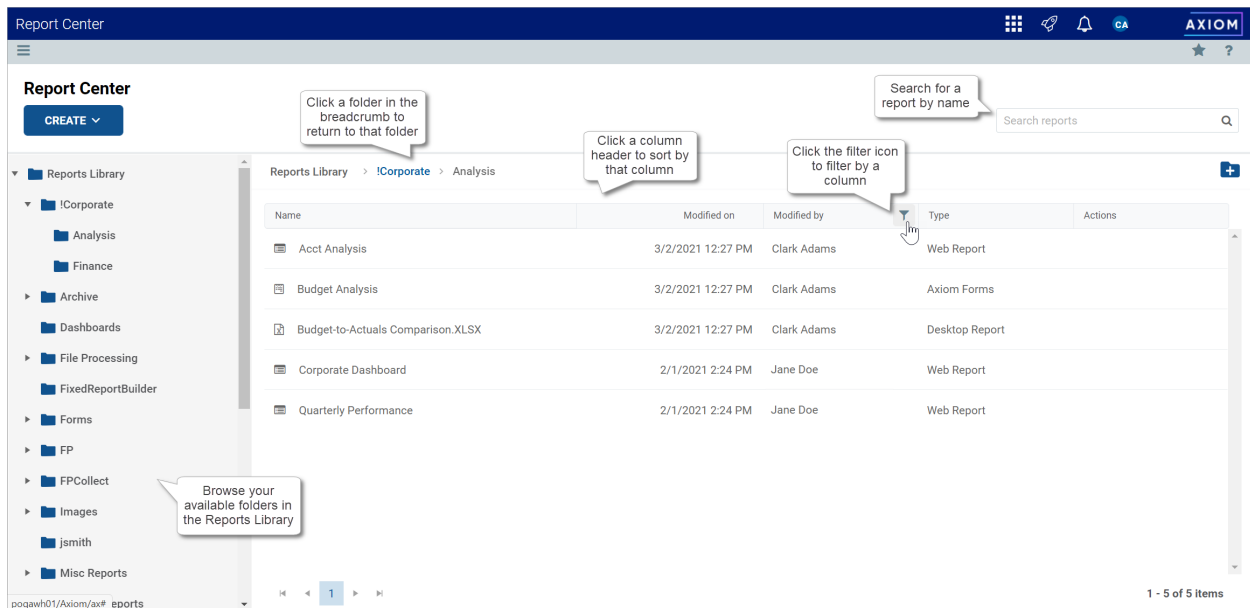 Report Center
CA
AXIOM
?
Report Center
CREATE
Click a folder in the
breadcrumb to
return to that folder
Search for a
report by name
Search reports
Click a column
header to sort by
that column
Click the filter icon
to filter by a
column
Reports Library
!Corporate
Analysis
Finance
Archive
Dashboards
File Processing
FixedReportBuilder
Forms
FP
FPCollect
Images
jsmith
Misc Reports
eports
poqawh01/Axiom/ax#
Browse your
available folders in
the Reports Library
Reports Library > !Corporate > Analysis
Name Modified on Modified by Type Actions
Acct Analysis 3/2/2021 12:27 PM Clark Adams Web Report
Budget Analysis 3/2/2021 12:27 PM Clark Adams Axiom Forms
Budget-to-Actuals Comparison.XLSX 3/2/2021 12:27 PM Clark Adams Desktop Report
Corporate Dashboard 2/1/2021 2:24 PM Jane Doe Web Report
Quarterly Performance 2/1/2021 2:24 PM Jane Doe Web Report
1
1 - 5 of 5 items